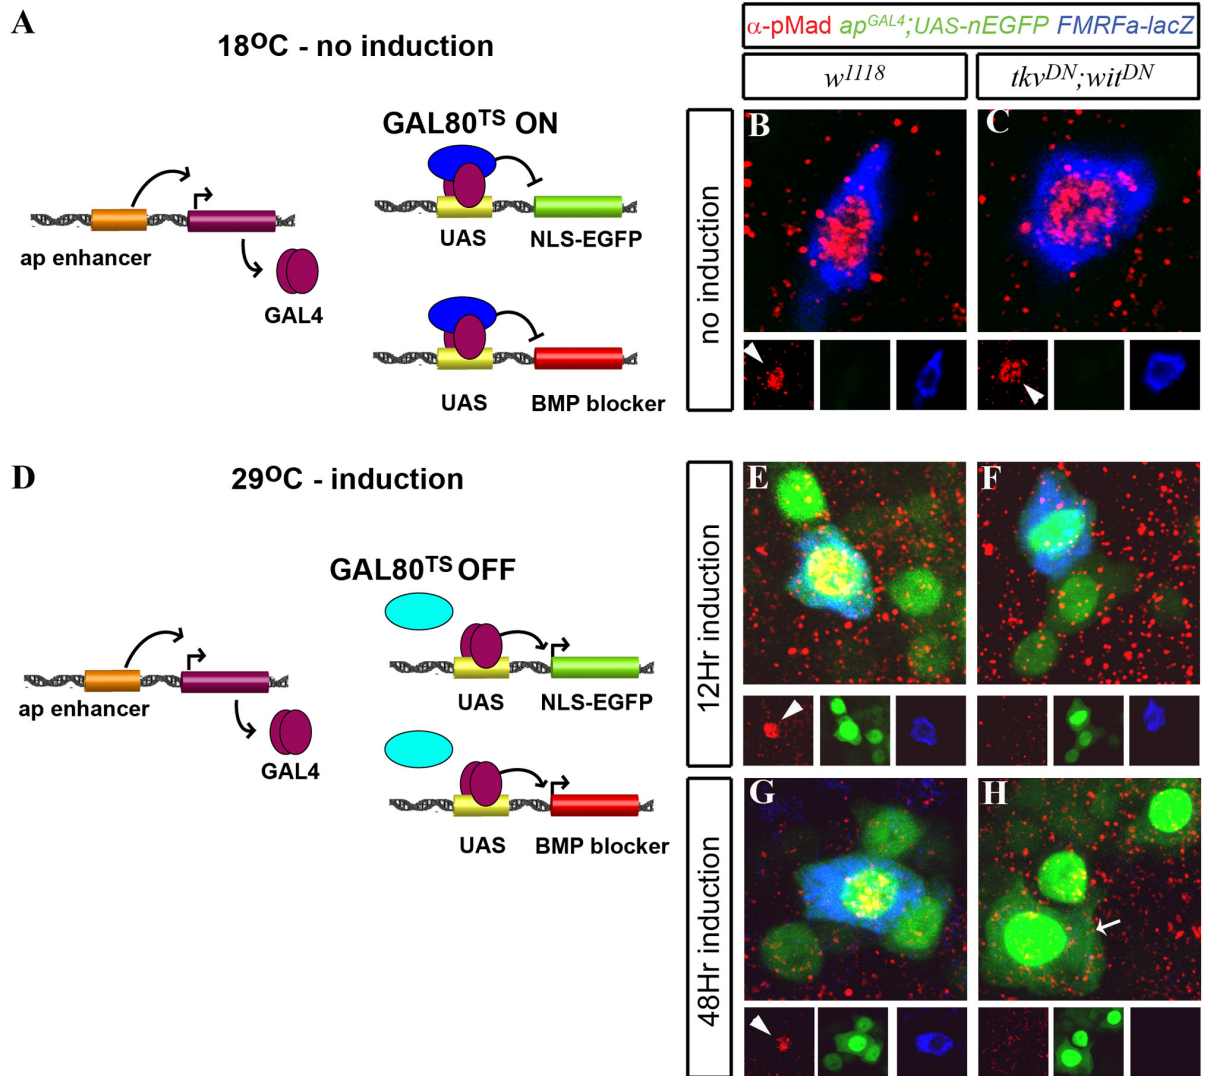 A
18°C - no induction
GAL80TS ON
ap enhancer
GAL4
UAS
NLS-EGFP
UAS
BMP blocker
α-pMad apGAL4;UAS-nEGFP FMRFa-lacZ
w1118
tkvDN;witDN
no induction
B
C
D
29°C - induction
GAL80TS OFF
ap enhancer
GAL4
UAS
NLS-EGFP
UAS
BMP blocker
12Hr induction
E
F
48Hr induction
G
H